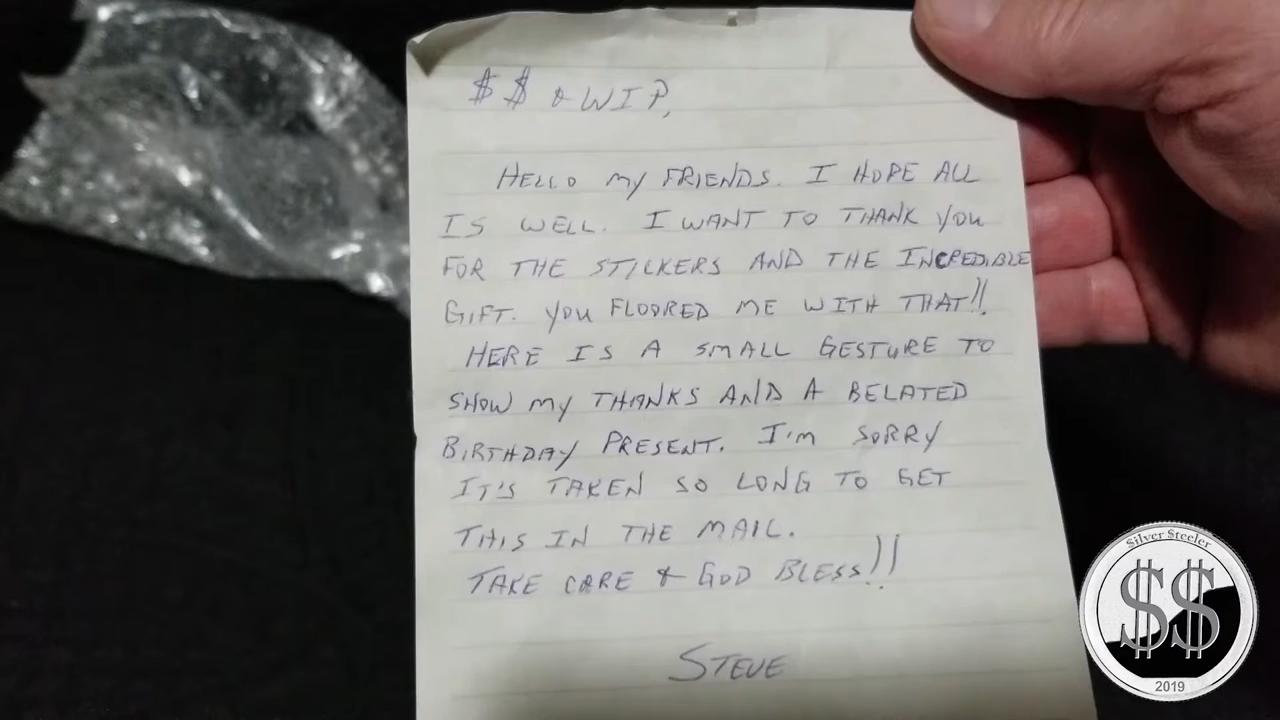 $$ & WIP,
HELLO MY FRIENDS. I HOPE ALL
IS WELL. I WANT TO THANK YOU
FOR THE STICKERS AND THE INCREDIBLE
GIFT. YOU FLOORED ME WITH THAT!!
HERE IS A SMALL GESTURE TO
SHOW MY THANKS AND A BELATED
BIRTHDAY PRESENT. I'M SORRY
IT'S TAKEN SO LONG TO GET
THIS IN THE MAIL.
TAKE CARE & GOD BLESS!!
STEVE
$ilver $teeler
$$
2019